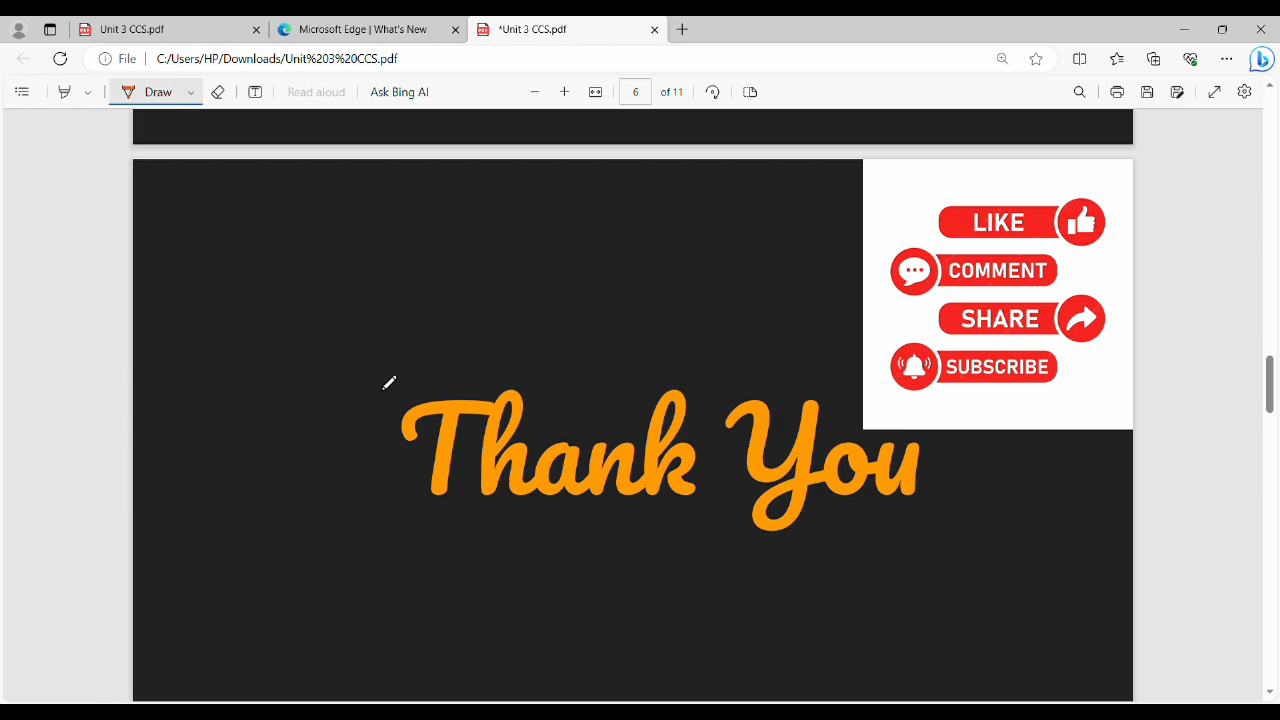 Unit 3 CCS.pdf
Microsoft Edge | What's New
*Unit 3 CCS.pdf
File
C:/Users/HP/Downloads/Unit%203%20CCS.pdf
Draw
Read aloud
Ask Bing AI
6 of 11
LIKE
COMMENT
SHARE
SUBSCRIBE
Thank You